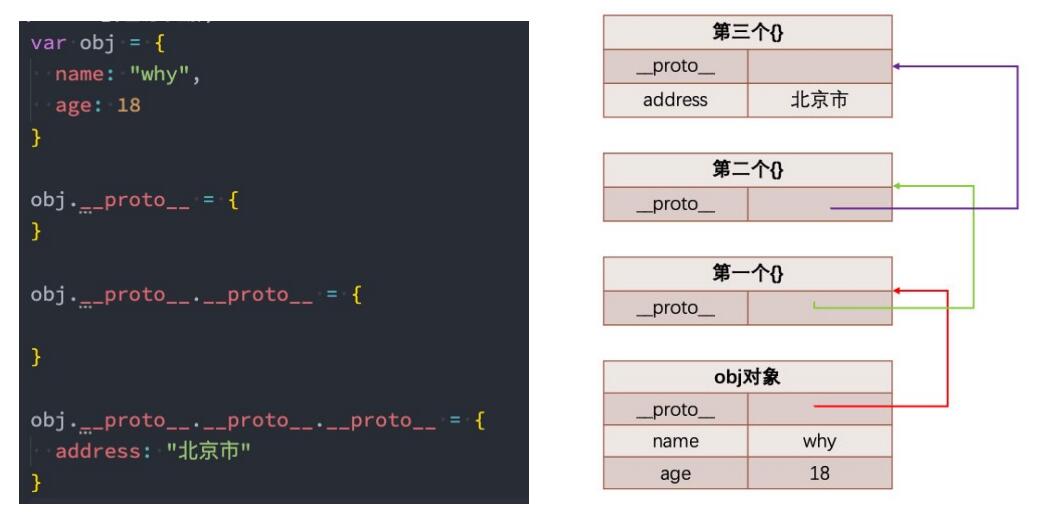 var obj = {
  name: "why",
  age: 18
}
obj.__proto__ = {
}
obj.__proto__.__proto__ = {
}
obj.__proto__.__proto__.__proto__ = {
  address: "北京市"
}
第三个{}
__proto__
address 北京市
第二个{}
__proto__
第一个{}
__proto__
obj对象
__proto__
name why
age 18